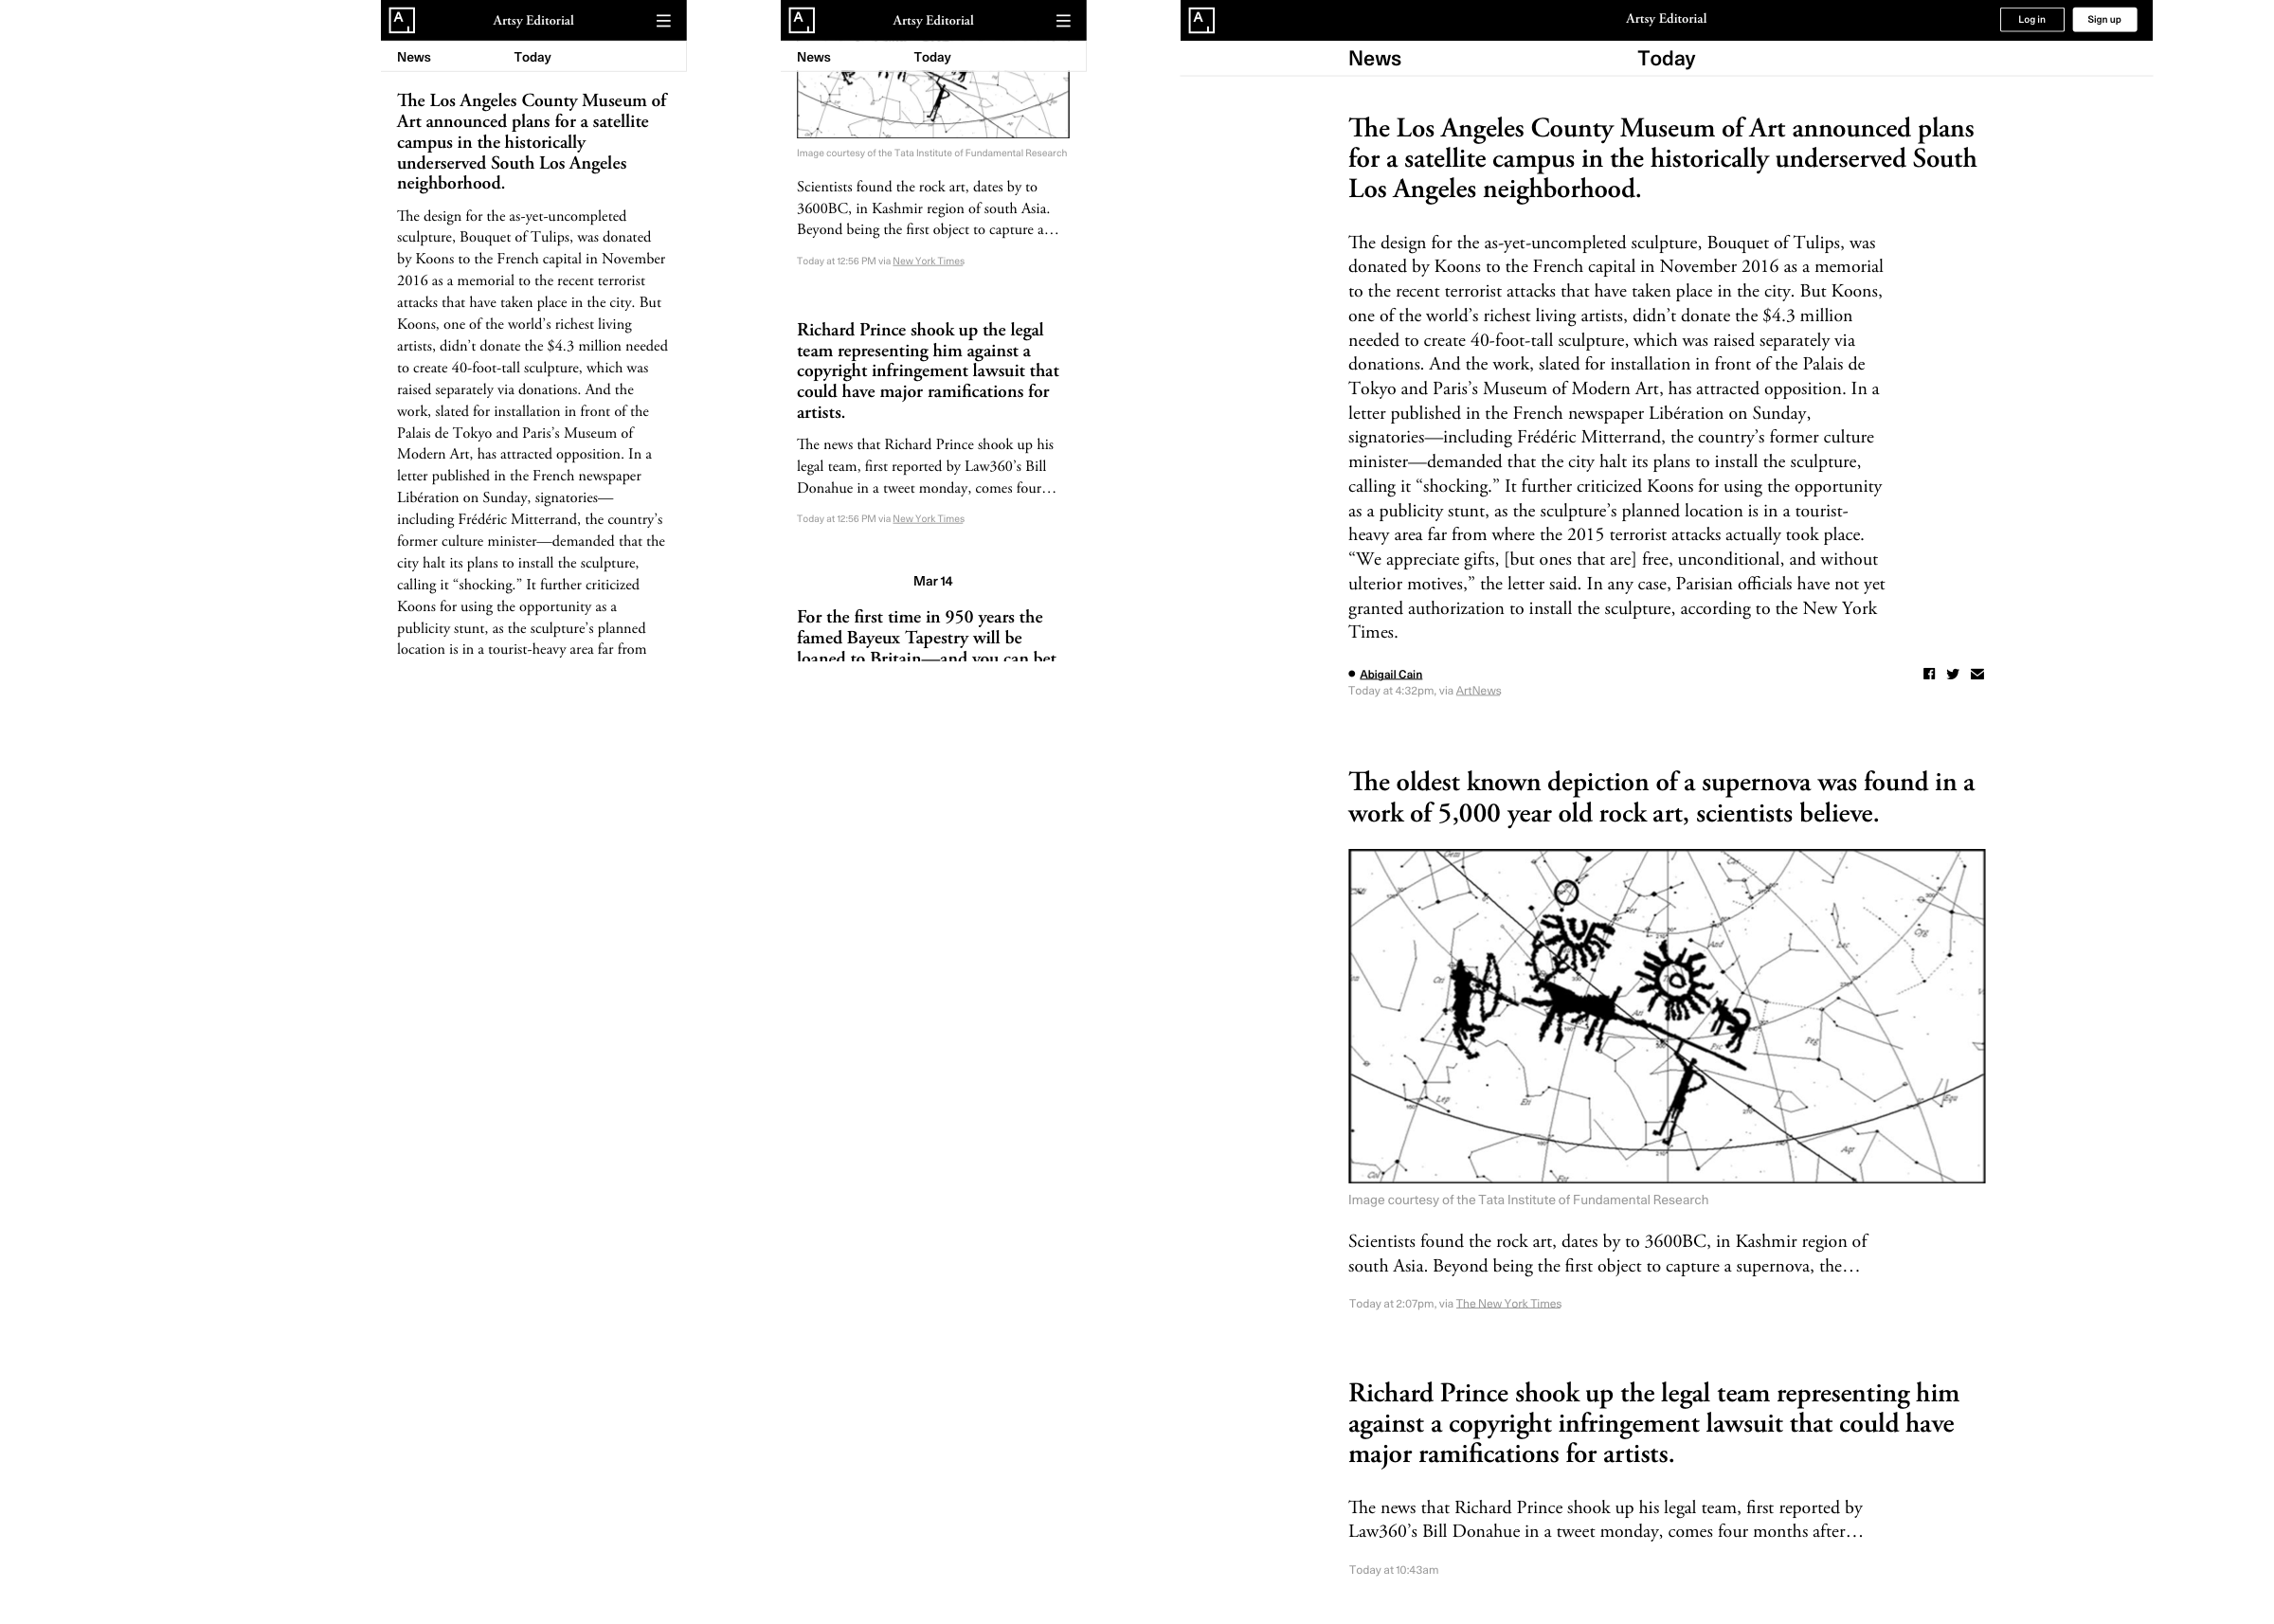 A
Artsy Editorial
News Today
The Los Angeles County Museum of
Art announced plans for a satellite
campus in the historically
underserved South Los Angeles
neighborhood.
The design for the as-yet-uncompleted
sculpture, Bouquet of Tulips, was donated
by Koons to the French capital in November
2016 as a memorial to the recent terrorist
attacks that have taken place in the city. But
Koons, one of the world’s richest living
artists, didn’t donate the $4.3 million needed
to create 40-foot-tall sculpture, which was
raised separately via donations. And the
work, slated for installation in front of the
Palais de Tokyo and Paris’s Museum of
Modern Art, has attracted opposition. In a
letter published in the French newspaper
Libération on Sunday, signatories—
including Frédéric Mitterrand, the country’s
former culture minister—demanded that the
city halt its plans to install the sculpture,
calling it “shocking.” It further criticized
Koons for using the opportunity as a
publicity stunt, as the sculpture’s planned
location is in a tourist-heavy area far from
A
Artsy Editorial
News Today
Image courtesy of the Tata Institute of Fundamental Research
Scientists found the rock art, dates by to
3600BC, in Kashmir region of south Asia.
Beyond being the first object to capture a…
Today at 12:56 PM via New York Times
Richard Prince shook up the legal
team representing him against a
copyright infringement lawsuit that
could have major ramifications for
artists.
The news that Richard Prince shook up his
legal team, first reported by Law360’s Bill
Donahue in a tweet monday, comes four…
Today at 12:56 PM via New York Times
Mar 14
For the first time in 950 years the
famed Bayeux Tapestry will be
loaned to Britain—and you can bet
A
Artsy Editorial
Log in Sign up
News Today
The Los Angeles County Museum of Art announced plans
for a satellite campus in the historically underserved South
Los Angeles neighborhood.
The design for the as-yet-uncompleted sculpture, Bouquet of Tulips, was
donated by Koons to the French capital in November 2016 as a memorial
to the recent terrorist attacks that have taken place in the city. But Koons,
one of the world’s richest living artists, didn’t donate the $4.3 million
needed to create 40-foot-tall sculpture, which was raised separately via
donations. And the work, slated for installation in front of the Palais de
Tokyo and Paris’s Museum of Modern Art, has attracted opposition. In a
letter published in the French newspaper Libération on Sunday,
signatories—including Frédéric Mitterrand, the country’s former culture
minister—demanded that the city halt its plans to install the sculpture,
calling it “shocking.” It further criticized Koons for using the opportunity
as a publicity stunt, as the sculpture’s planned location is in a tourist-
heavy area far from where the 2015 terrorist attacks actually took place.
“We appreciate gifts, [but ones that are] free, unconditional, and without
ulterior motives,” the letter said. In any case, Parisian officials have not yet
granted authorization to install the sculpture, according to the New York
Times.
Abigail Cain
Today at 4:32pm, via ArtNews
The oldest known depiction of a supernova was found in a
work of 5,000 year old rock art, scientists believe.
Cet
And
Lac
Cyg
Psc
Peg
Lep
Eri
Aqr
Equ
Col
Image courtesy of the Tata Institute of Fundamental Research
Scientists found the rock art, dates by to 3600BC, in Kashmir region of
south Asia. Beyond being the first object to capture a supernova, the…
Today at 2:07pm, via The New York Times
Richard Prince shook up the legal team representing him
against a copyright infringement lawsuit that could have
major ramifications for artists.
The news that Richard Prince shook up his legal team, first reported by
Law360’s Bill Donahue in a tweet monday, comes four months after…
Today at 10:43am